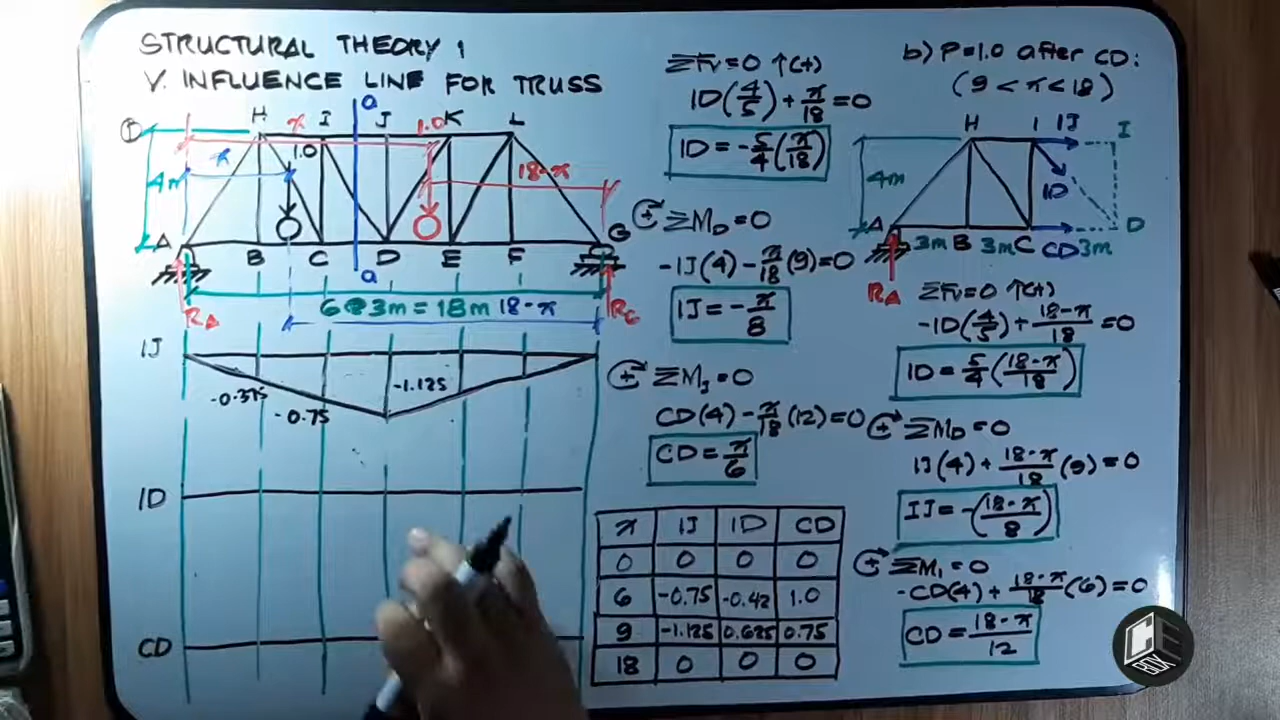 STRUCTURAL THEORY 1
V. INFLUENCE LINE FOR TRUSS
a
H x I J 1.0 K L
I
1.0
x
18-x
4m
A B C D E F G
a
6 @ 3m = 18m 18-x
RA RG
IJ
-0.375
-0.75
-1.125
ID
CD
ΣFv=0 ↑(+)
ID(4/5)+x/18=0
ID=-5/4(x/18)
(+) ΣMD=0
-IJ(4)-x/18(9)=0
IJ=-x/8
(+) ΣMI=0
CD(4)-x/18(12)=0
CD=x/6
x IJ ID CD
0 0 0 0
6 -0.75 -0.42 1.0
9 -1.125 0.625 0.75
18 0 0 0
b) P=1.0 after CD:
(9<x<18)
H I IJ I
4m ID
A B C D
3m 3m CD 3m
RA
ΣFv=0 ↑(+)
-ID(4/5)+18-x/18=0
ID=5/4(18-x/18)
(+) ΣMD=0
IJ(4)+18-x/18(9)=0
IJ=-(18-x/8)
(+) ΣMI=0
-CD(4)+18-x/18(6)=0
CD=18-x/12
CE
BOX